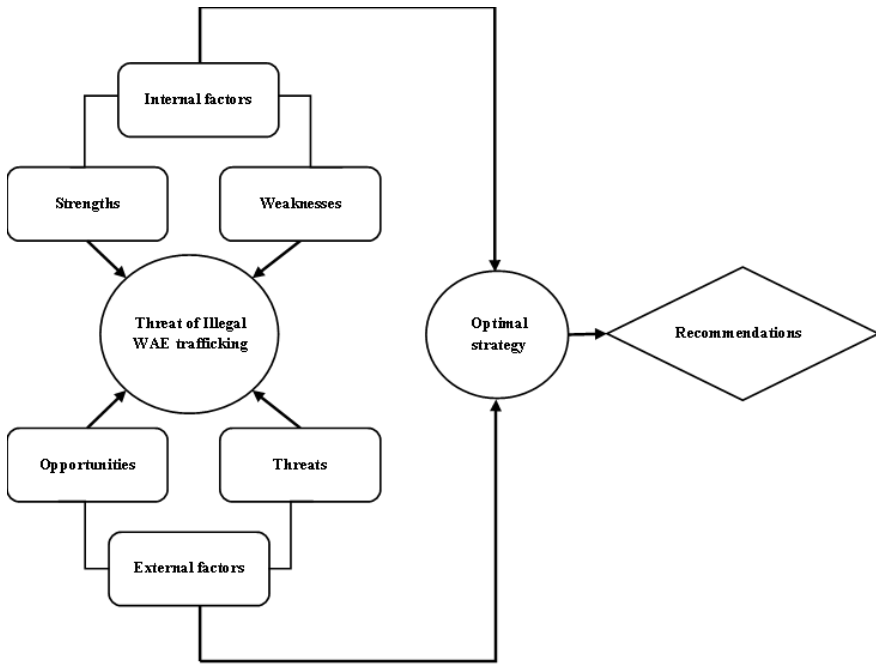 Internal factors
Strengths
Weaknesses
Threat of Illegal
WAE trafficking
Optimal
strategy
Recommendations
Opportunities
Threats
External factors